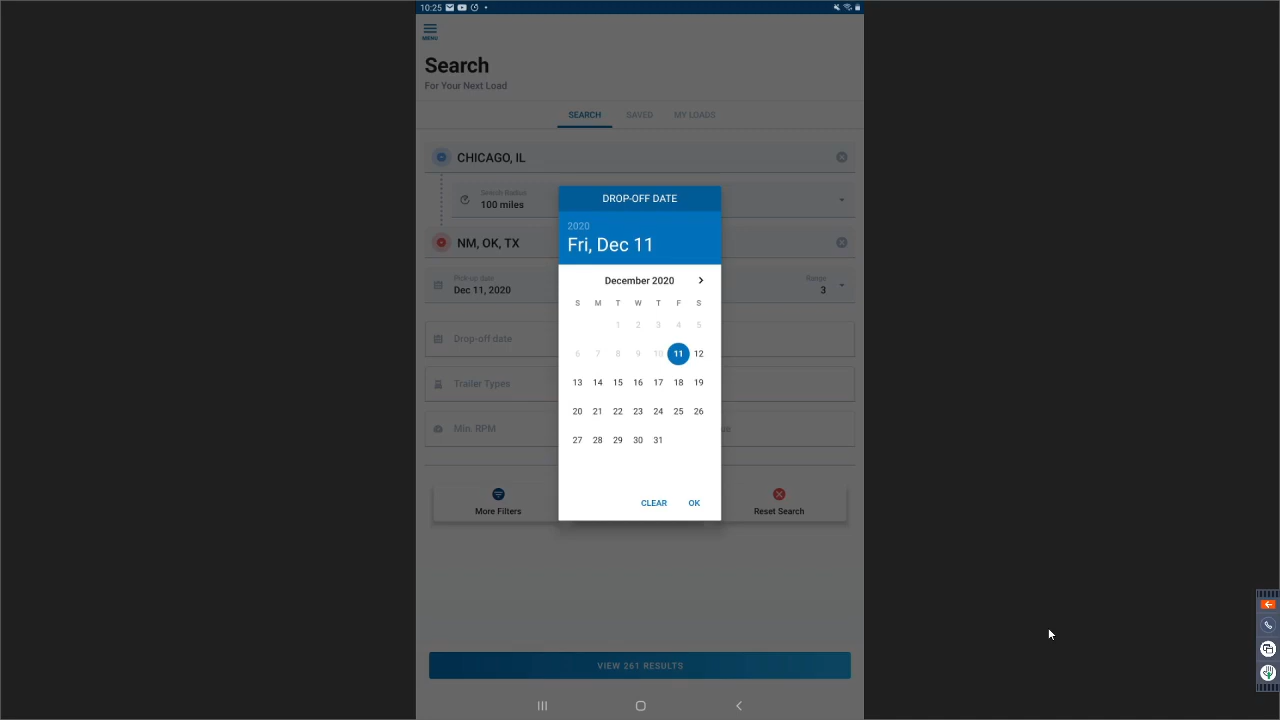 10:25
MENU
Search
For Your Next Load
SEARCH SAVED MY LOADS
CHICAGO, IL
Search Radius
100 miles
NM, OK, TX
Pick-up date
Dec 11, 2020
Range
3
Drop-off date
Trailer Types
Min. RPM
DROP-OFF DATE
2020
Fri, Dec 11
December 2020
S M T W T F S
1 2 3 4 5
6 7 8 9 10 11 12
13 14 15 16 17 18 19
20 21 22 23 24 25 26
27 28 29 30 31
CLEAR OK
More Filters
Reset Search
VIEW 261 RESULTS